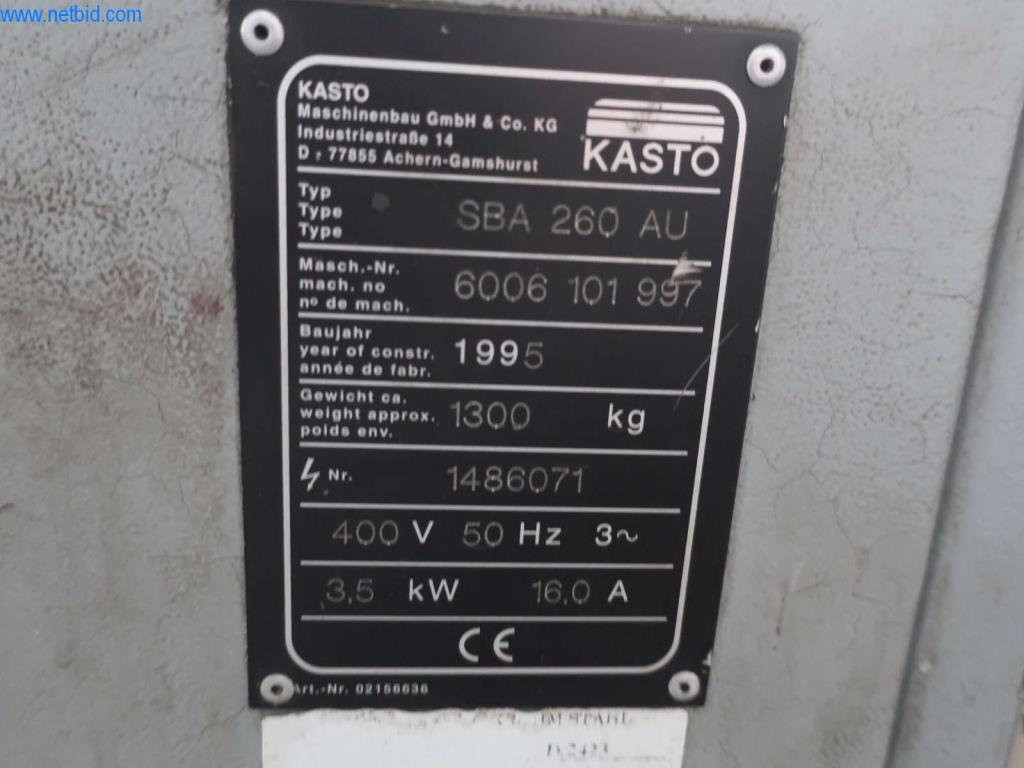 www.netbid.com
KASTO
Maschinenbau GmbH & Co. KG
Industriestraße 14
D - 77855 Achern-Gamshurst
KASTO
Typ
Type
Type
SBA 260 AU
Masch.-Nr.
mach. no
nº de mach.
6006 101 997
Baujahr
year of constr.
année de fabr.
1995
Gewicht ca.
weight approx.
poids env.
1300 kg
Nr. 1486071
400 V 50 Hz 3~
3,5 kW 16,0 A
CE
Art.-Nr. 02156636
IM STAHL
D 2423